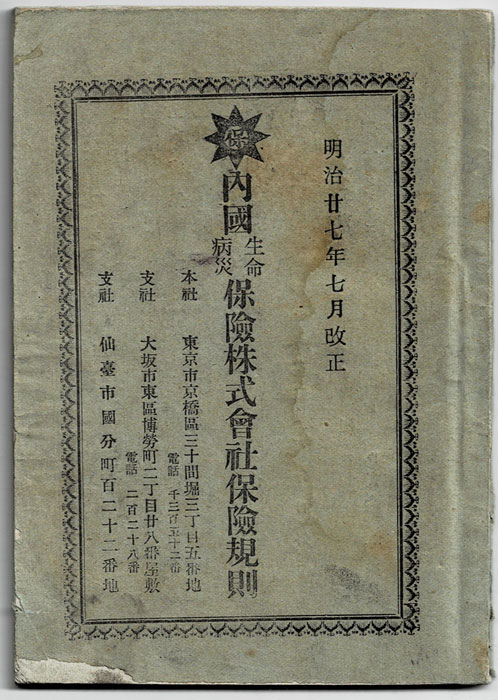 明治廿七年七月改正
保
內國生命病災保險株式會社保險規則
本社 東京市京橋區三十間堀三丁目五番地
電話 千三百五十二番
支社 大坂市東區博勞町二丁目廿八番屋敷
電話 二百二十八番
支社 仙臺市國分町百二十二番地